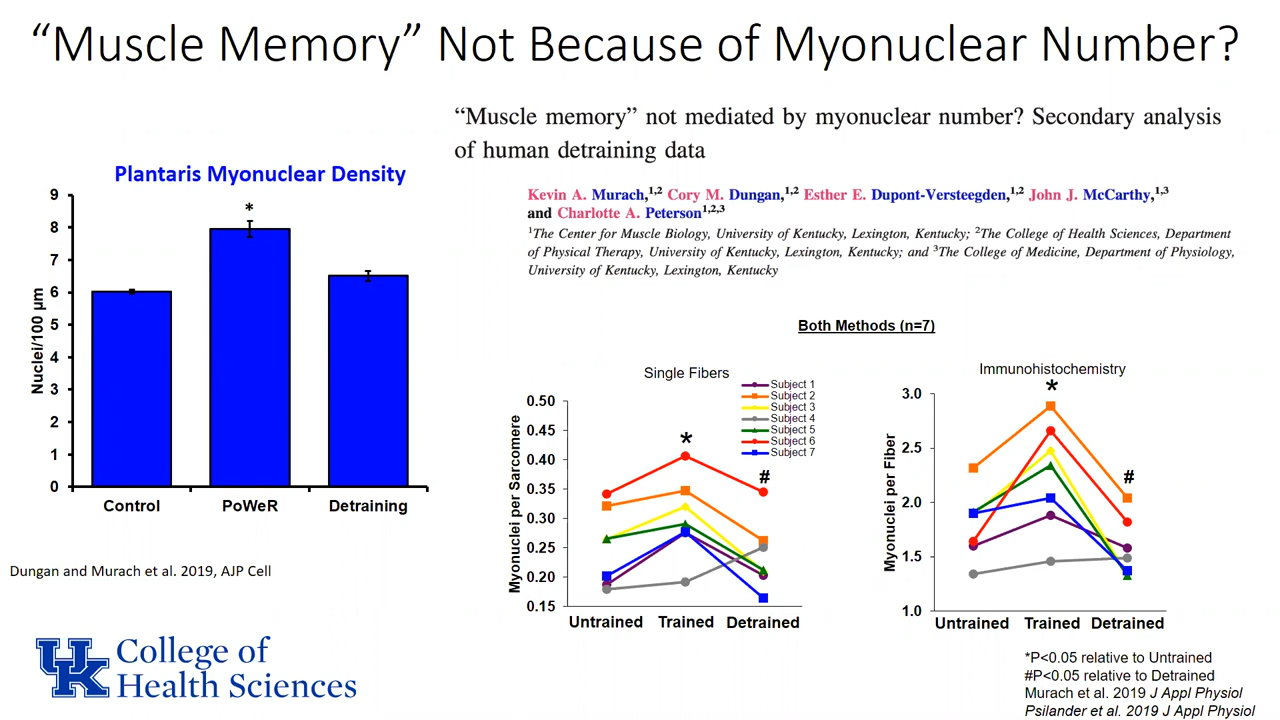 “Muscle Memory” Not Because of Myonuclear Number?
“Muscle memory” not mediated by myonuclear number? Secondary analysis
of human detraining data
Kevin A. Murach,1,2 Cory M. Dungan,1,2 Esther E. Dupont-Versteegden,1,2 John J. McCarthy,1,3
and Charlotte A. Peterson1,2,3
1The Center for Muscle Biology, University of Kentucky, Lexington, Kentucky; 2The College of Health Sciences, Department
of Physical Therapy, University of Kentucky, Lexington, Kentucky; and 3The College of Medicine, Department of Physiology,
University of Kentucky, Lexington, Kentucky
Plantaris Myonuclear Density
Nuclei/100 µm
9
8
7
6
5
4
3
2
1
0
*
Control PoWeR Detraining
Dungan and Murach et al. 2019, AJP Cell
Both Methods (n=7)
Single Fibers
Subject 1
Subject 2
Subject 3
Subject 4
Subject 5
Subject 6
Subject 7
Myonuclei per Sarcomere
0.50
0.45
0.40
0.35
0.30
0.25
0.20
0.15
*
#
Untrained Trained Detrained
Immunohistochemistry
Myonuclei per Fiber
3.0
2.5
2.0
1.5
1.0
*
#
Untrained Trained Detrained
*P<0.05 relative to Untrained
#P<0.05 relative to Detrained
Murach et al. 2019 J Appl Physiol
Psilander et al. 2019 J Appl Physiol
UK
College of
Health Sciences